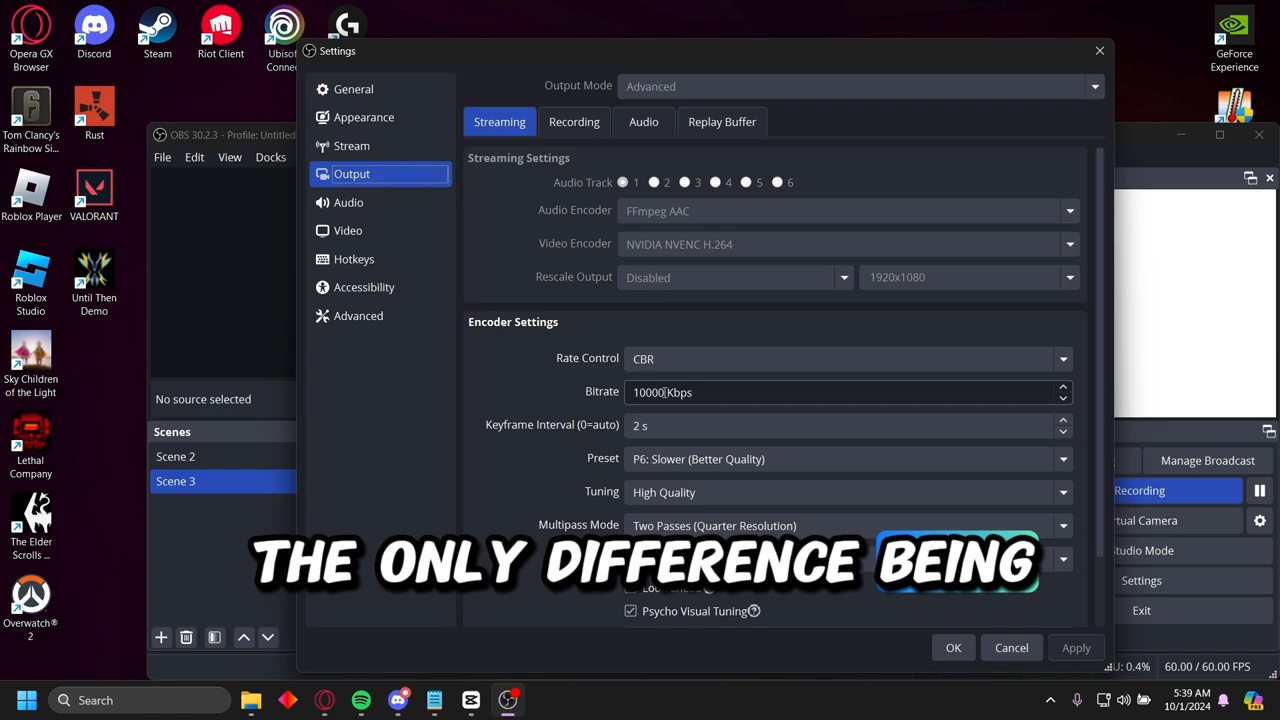 Opera GX
Browser
Discord
Steam
Riot Client
Ubisoft
Connec
GeForce
Experience
Tom Clancy's
Rainbow Si...
Rust
Roblox Player
VALORANT
Roblox
Studio
Until Then
Demo
Sky Children
of the Light
Lethal
Company
The Elder
Scrolls ...
Overwatch®
2
OBS 30.2.3 - Profile: Untitled
File Edit View Docks
No source selected
Scenes
Scene 2
Scene 3
Settings
General
Appearance
Stream
Output
Audio
Video
Hotkeys
Accessibility
Advanced
Output Mode Advanced
Streaming Recording Audio Replay Buffer
Streaming Settings
Audio Track 1 2 3 4 5 6
Audio Encoder FFmpeg AAC
Video Encoder NVIDIA NVENC H.264
Rescale Output Disabled 1920x1080
Encoder Settings
Rate Control CBR
Bitrate 10000 Kbps
Keyframe Interval (0=auto) 2 s
Preset P6: Slower (Better Quality)
Tuning High Quality
Multipass Mode Two Passes (Quarter Resolution)
THE ONLY DIFFERENCE BEING
Psycho Visual Tuning
OK Cancel Apply
Manage Broadcast
Recording
rtual Camera
tudio Mode
Settings
Exit
U: 0.4% 60.00 / 60.00 FPS
Search
5:39 AM
10/1/2024
PRE